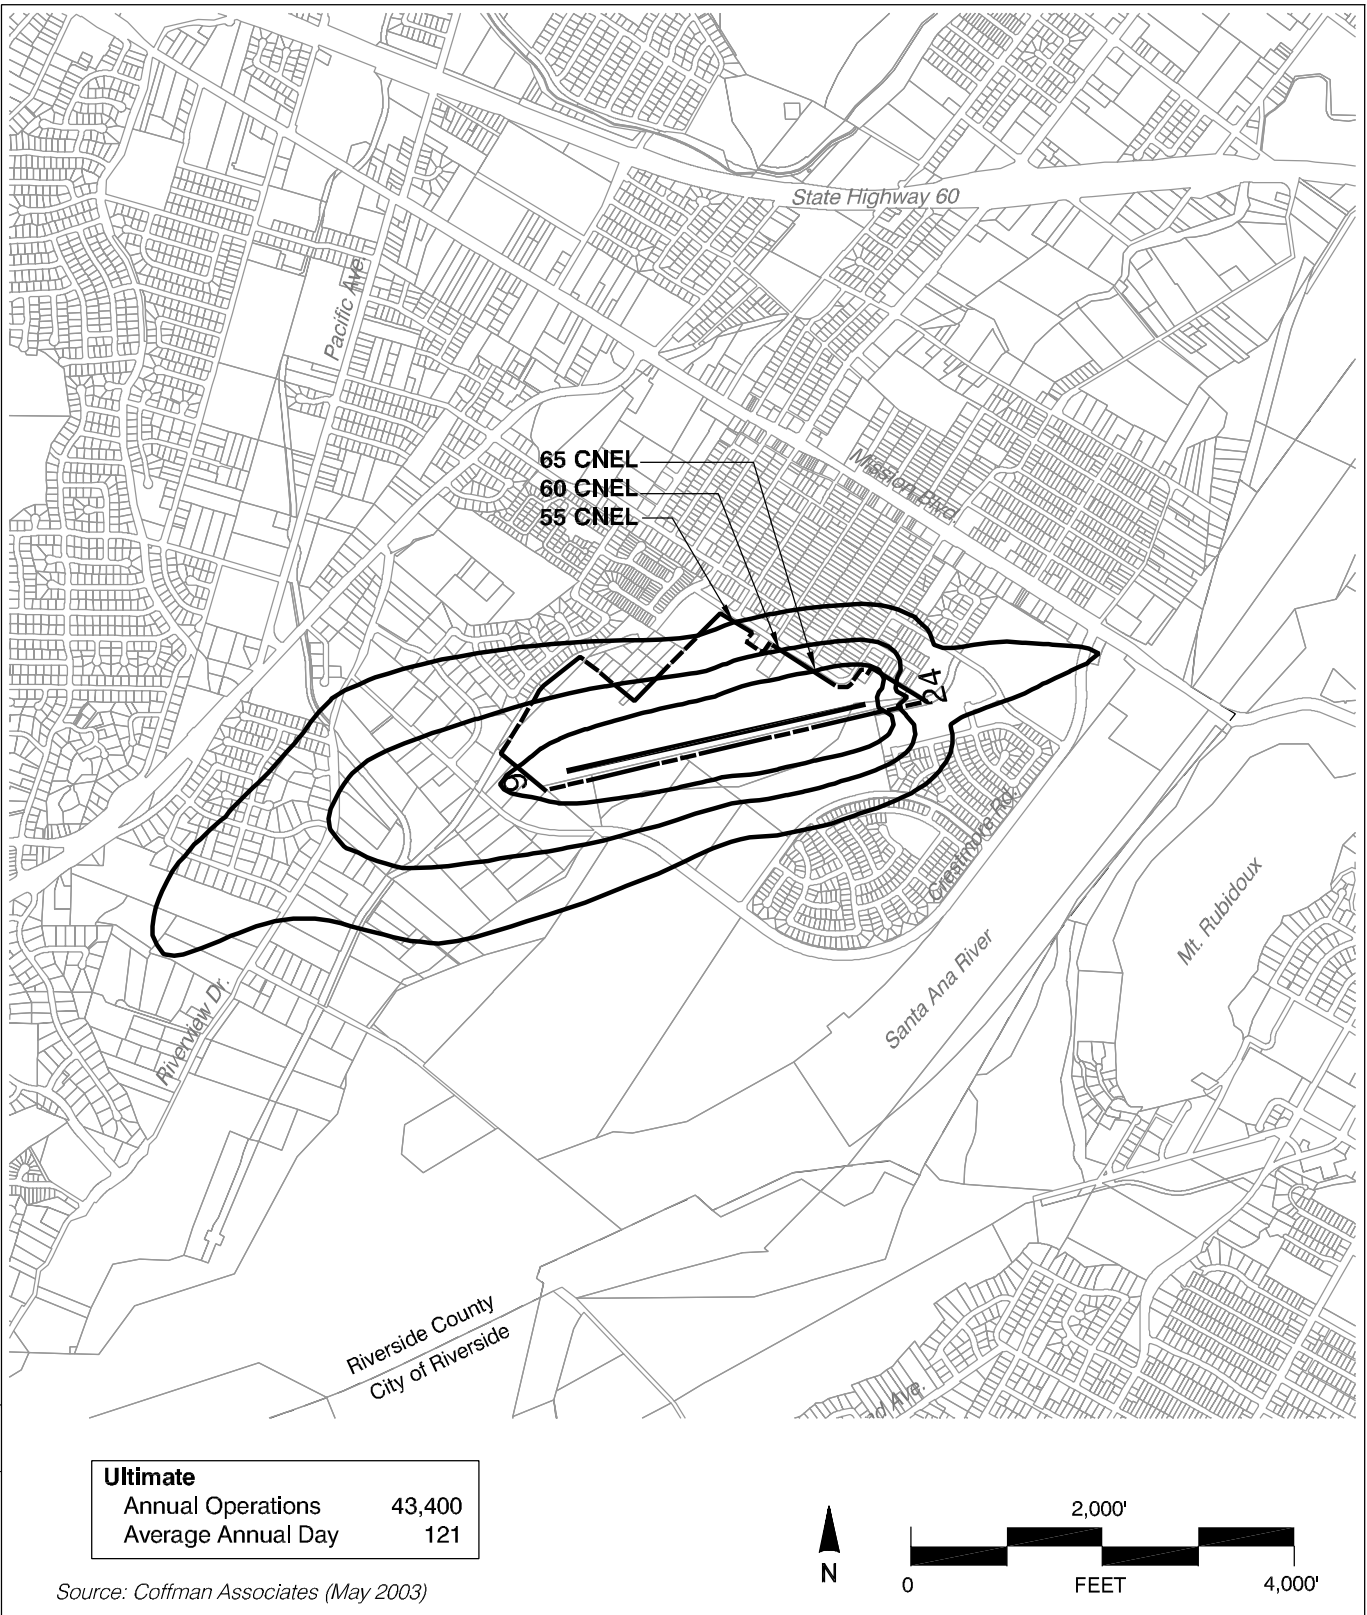 State Highway 60
Pacific Ave.
65 CNEL
60 CNEL
55 CNEL
Mission Blvd
24
6
Crestmore Rd.
Mt. Rubidoux
Santa Ana River
Riverview Dr.
Riverside County
City of Riverside
Ave.
Ultimate
Annual Operations 43,400
Average Annual Day 121
Source: Coffman Associates (May 2003)
N
2,000'
0 FEET 4,000'